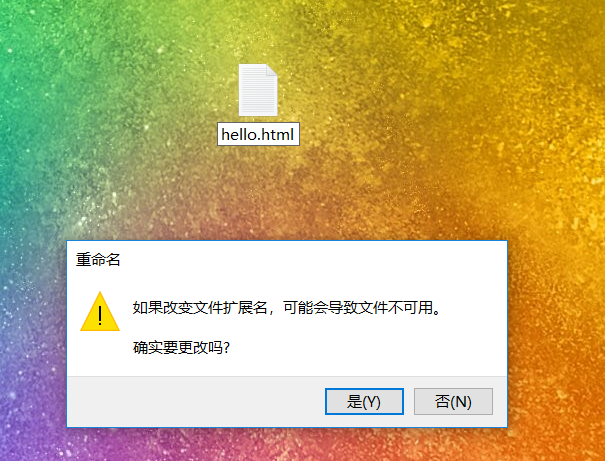 hello.html
重命名
如果改变文件扩展名，可能会导致文件不可用。
确实要更改吗?
是(Y)
否(N)